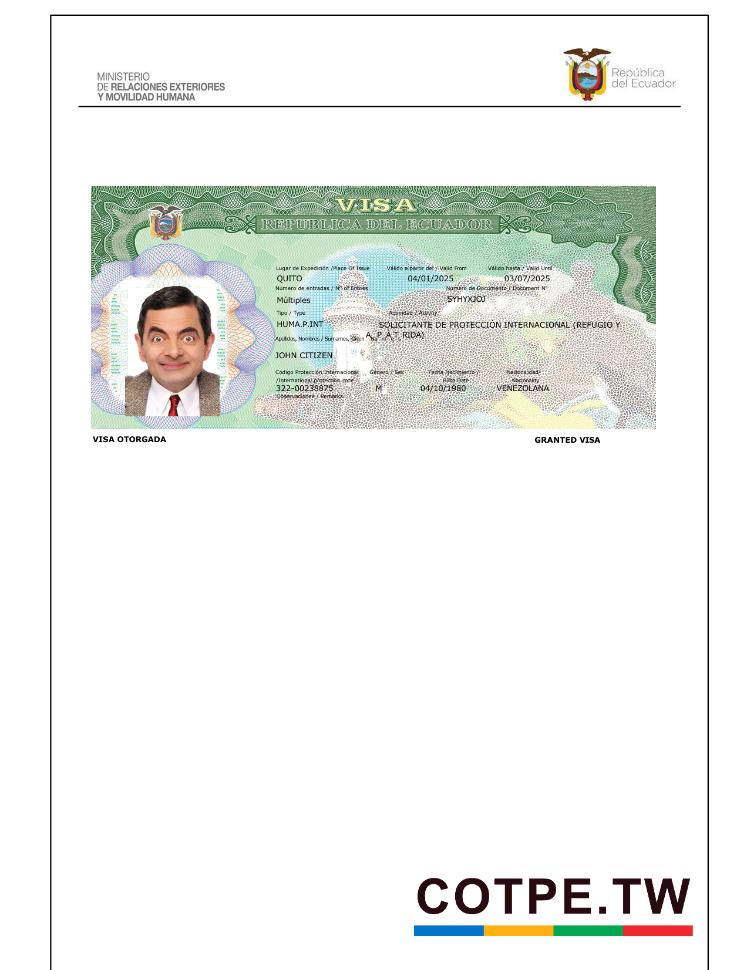 MINISTERIO
DE RELACIONES EXTERIORES
Y MOVILIDAD HUMANA
República
del Ecuador
VISA
REPUBLICA DEL ECUADOR
Lugar de Expedición /Place Of Issue Válido a partir del / Valid From Válido hasta / Valid Until
QUITO 04/01/2025 03/07/2025
Número de entradas / Nº of Entries Número de Documento / Document N°
Múltiples SYHYXJOJ
Tipo / Type Actividad / Activity
HUMA.P.INT SOLICITANTE DE PROTECCIÓN INTERNACIONAL (REFUGIO Y
A. P. A T. RIDA)
Apellidos, Nombres / Surnames, Given
JOHN CITIZEN
Código Protección Internacional Género / Sex Fecha Nacimiento / Nacionalidad/
/International protection code Birth Date Nationality
322-00238875 M 04/10/1980 VENEZOLANA
Observaciones / Remarks
VISA OTORGADA GRANTED VISA
COTPE.TW